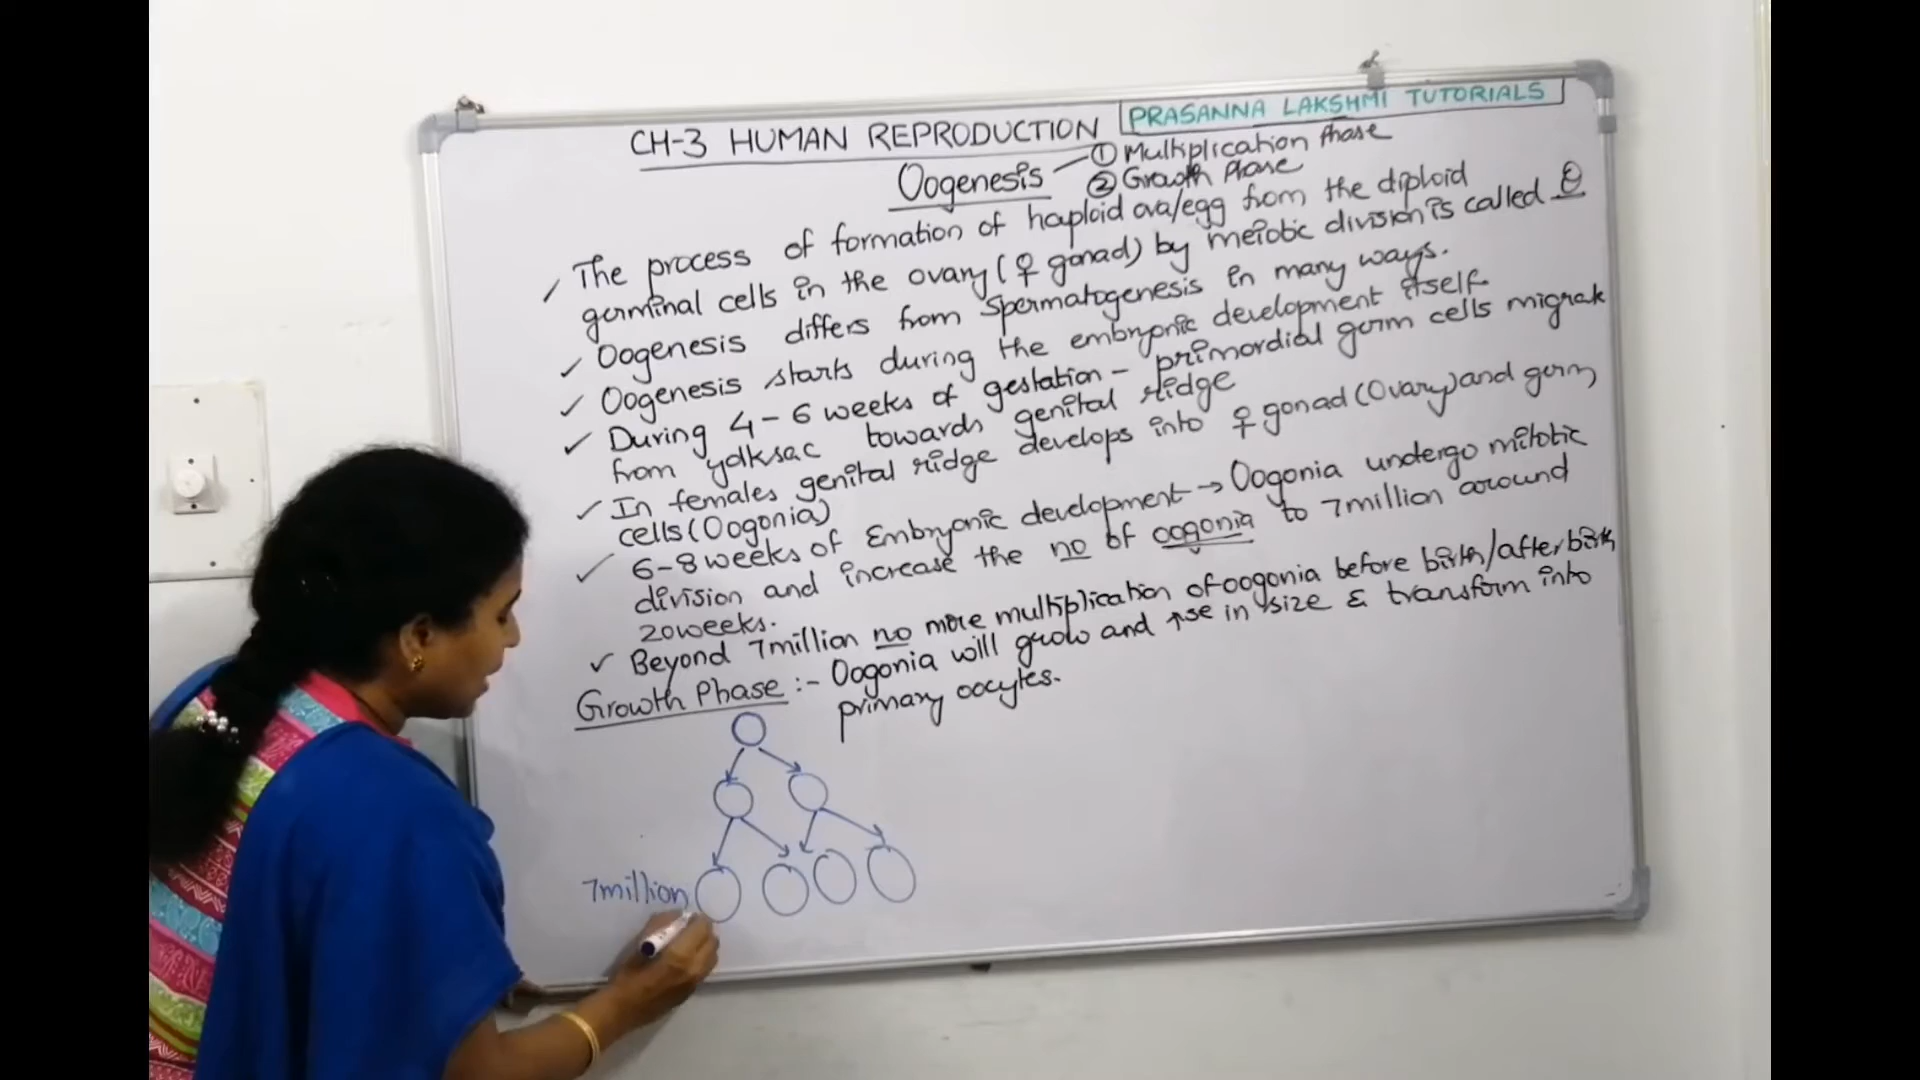 CH-3 HUMAN REPRODUCTION
PRASANNA LAKSHMI TUTORIALS
Oogenesis
① Multiplication Phase
② Growth Phase
✓ The process of formation of haploid ova/egg from the diploid
germinal cells in the ovary (♀ gonad) by meiotic division is called O
✓ Oogenesis differs from Spermatogenesis in many ways.
✓ Oogenesis starts during the embryonic development itself.
✓ During 4-6 weeks of gestation - primordial germ cells migrate
from yolksac towards genital ridge
✓ In females genital ridge develops into ♀ gonad (Ovary) and germ
cells (Oogonia)
✓ 6-8 weeks of Embryonic development → Oogonia undergo mitotic
division and increase the no of oogonia to 7million around
20weeks.
✓ Beyond 7million no more multiplication of oogonia before birth/after birth
Growth Phase :- Oogonia will grow and ↑se in size & transform into
primary oocytes.
7million